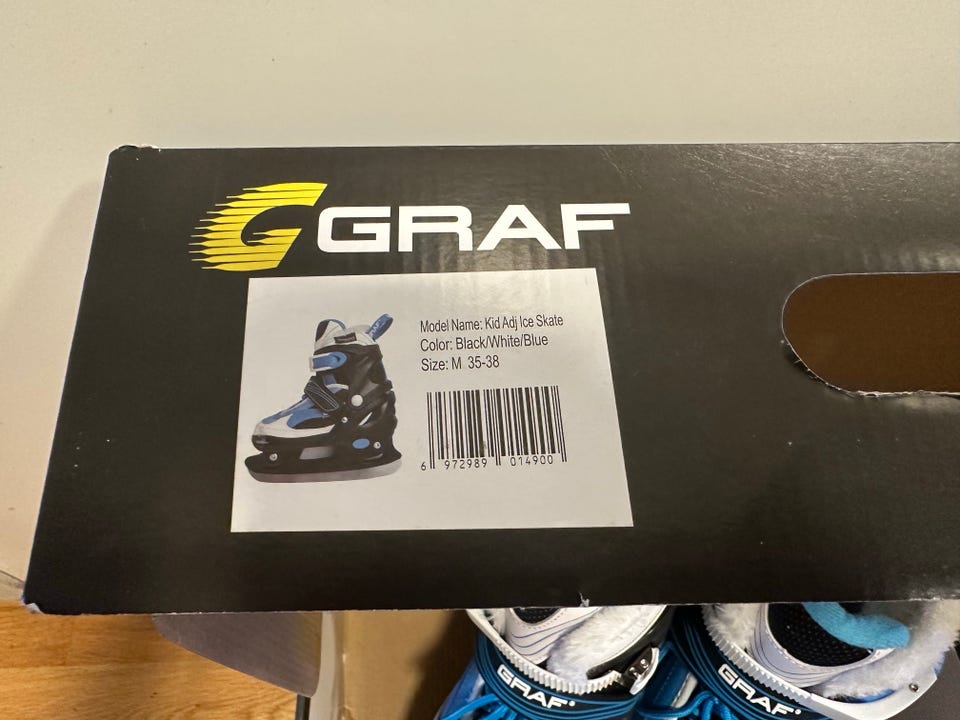 GRAF
Model Name: Kid Adj Ice Skate
Color: Black/White/Blue
Size: M 35-38
6 972989 014900
GRAF
GRAF